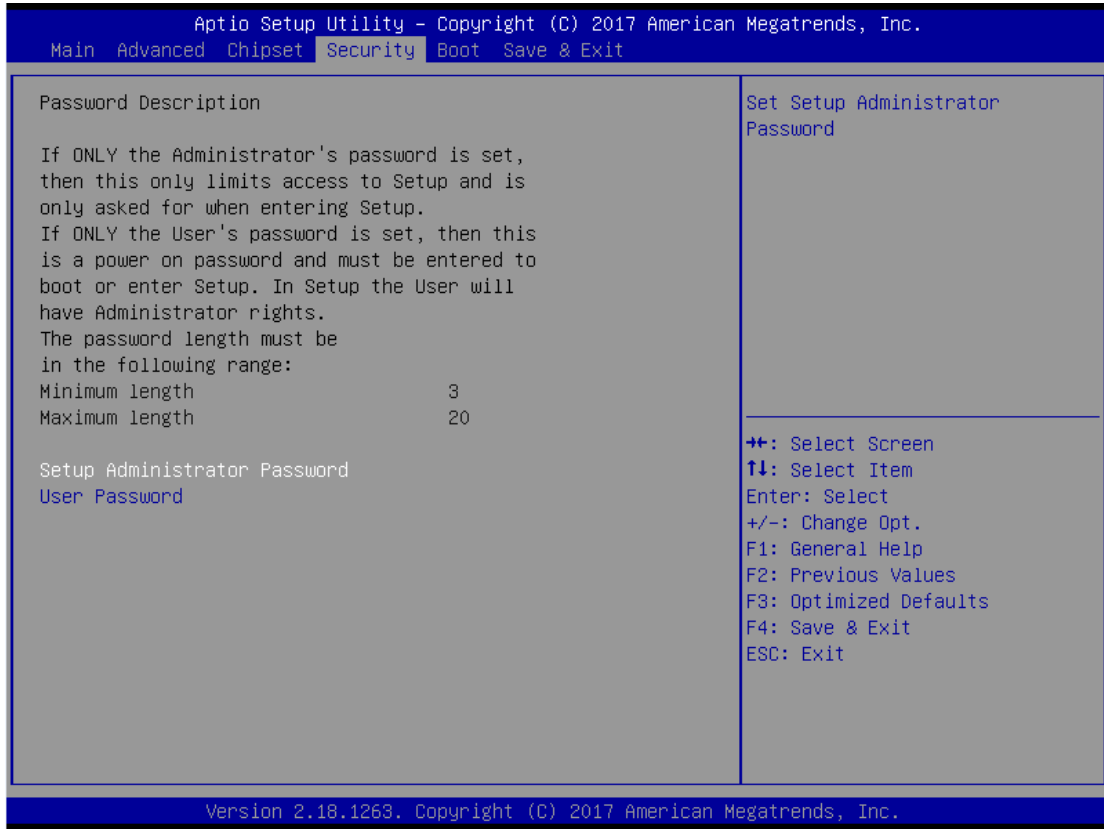 Aptio Setup Utility – Copyright (C) 2017 American Megatrends, Inc.
Main Advanced Chipset Security Boot Save & Exit
Password Description
If ONLY the Administrator's password is set,
then this only limits access to Setup and is
only asked for when entering Setup.
If ONLY the User's password is set, then this
is a power on password and must be entered to
boot or enter Setup. In Setup the User will
have Administrator rights.
The password length must be
in the following range:
Minimum length 3
Maximum length 20
Setup Administrator Password
User Password
Set Setup Administrator
Password
→←: Select Screen
↑↓: Select Item
Enter: Select
+/-: Change Opt.
F1: General Help
F2: Previous Values
F3: Optimized Defaults
F4: Save & Exit
ESC: Exit
Version 2.18.1263. Copyright (C) 2017 American Megatrends, Inc.